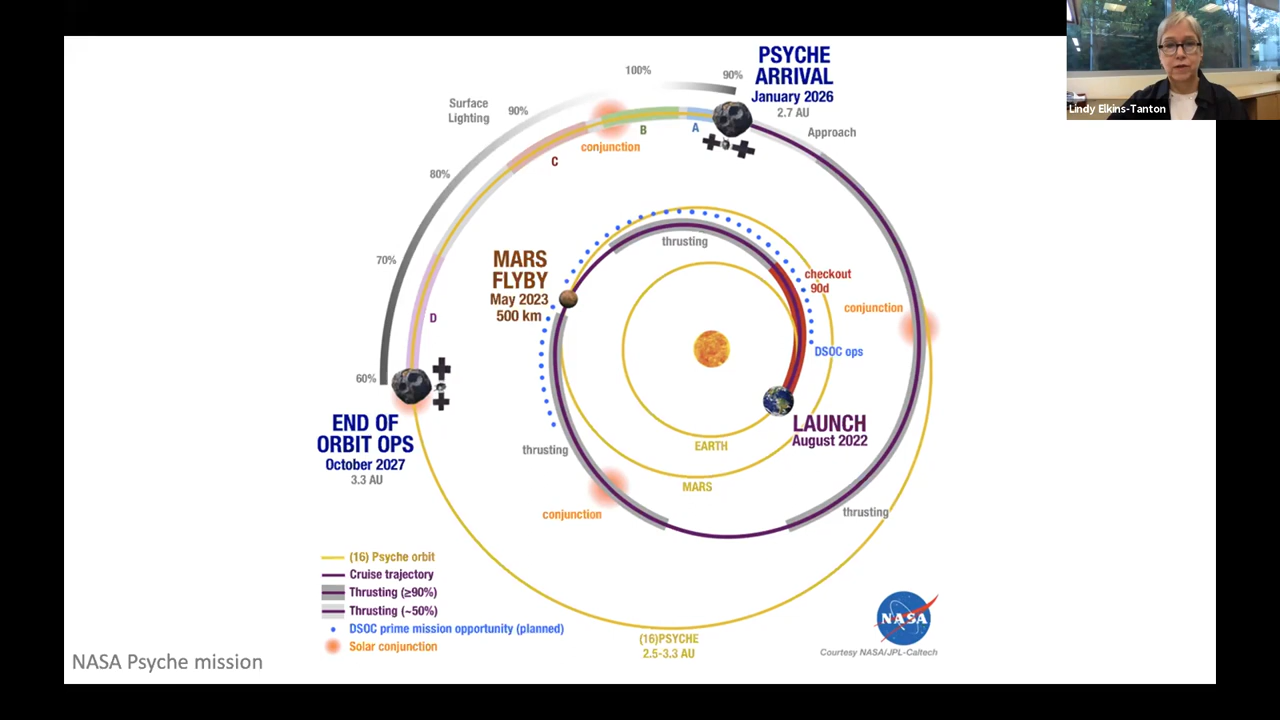 Lindy Elkins-Tanton
PSYCHE
ARRIVAL
January 2026
2.7 AU
100%
90%
Surface
Lighting
90%
80%
70%
60%
A
B
C
D
conjunction
Approach
thrusting
MARS
FLYBY
May 2023
500 km
checkout
90d
conjunction
DSOC ops
LAUNCH
August 2022
END OF
ORBIT OPS
October 2027
3.3 AU
EARTH
MARS
thrusting
conjunction
thrusting
(16) Psyche orbit
Cruise trajectory
Thrusting (≥90%)
Thrusting (~50%)
DSOC prime mission opportunity (planned)
Solar conjunction
(16)PSYCHE
2.5-3.3 AU
NASA
Courtesy NASA/JPL-Caltech
NASA Psyche mission